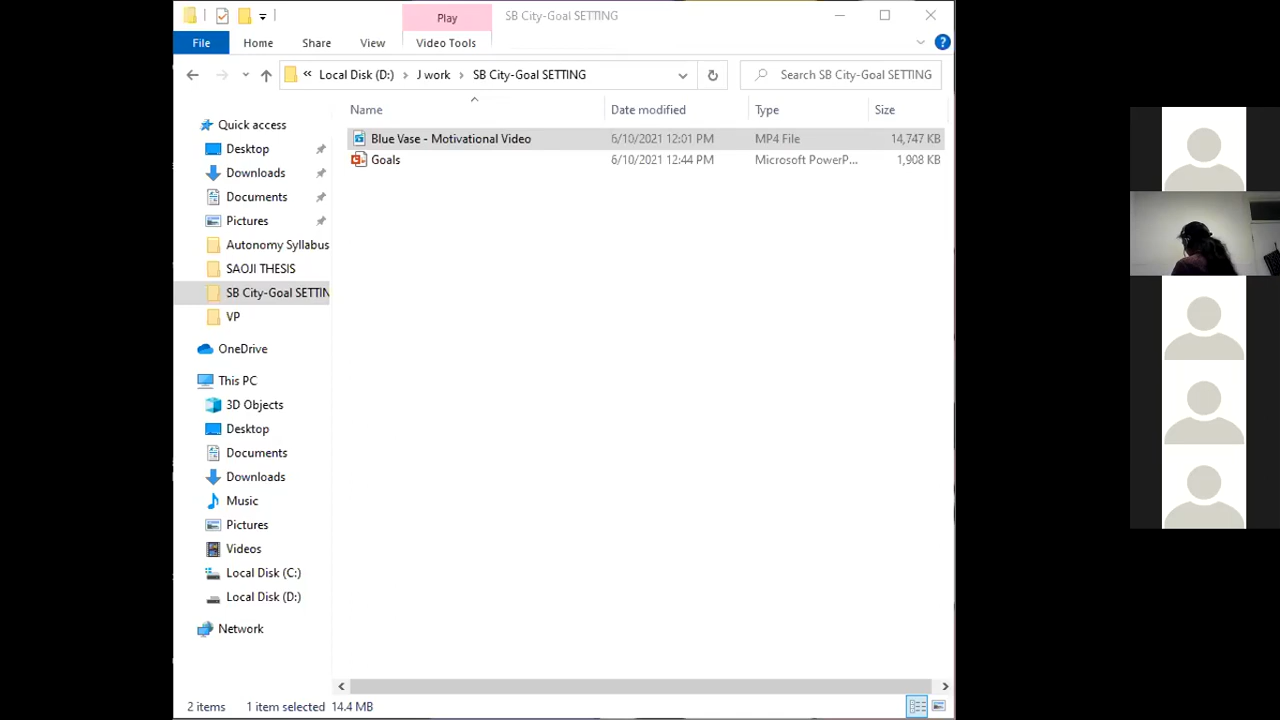 Play
SB City-Goal SETTING
File
Home
Share
View
Video Tools
Local Disk (D:)
J work
SB City-Goal SETTING
Search SB City-Goal SETTING
Name
Date modified
Type
Size
Blue Vase - Motivational Video
6/10/2021 12:01 PM
MP4 File
14,747 KB
Goals
6/10/2021 12:44 PM
Microsoft PowerP...
1,908 KB
Quick access
Desktop
Downloads
Documents
Pictures
Autonomy Syllabus
SAOJI THESIS
SB City-Goal SETTIN
VP
OneDrive
This PC
3D Objects
Desktop
Documents
Downloads
Music
Pictures
Videos
Local Disk (C:)
Local Disk (D:)
Network
2 items
1 item selected
14.4 MB